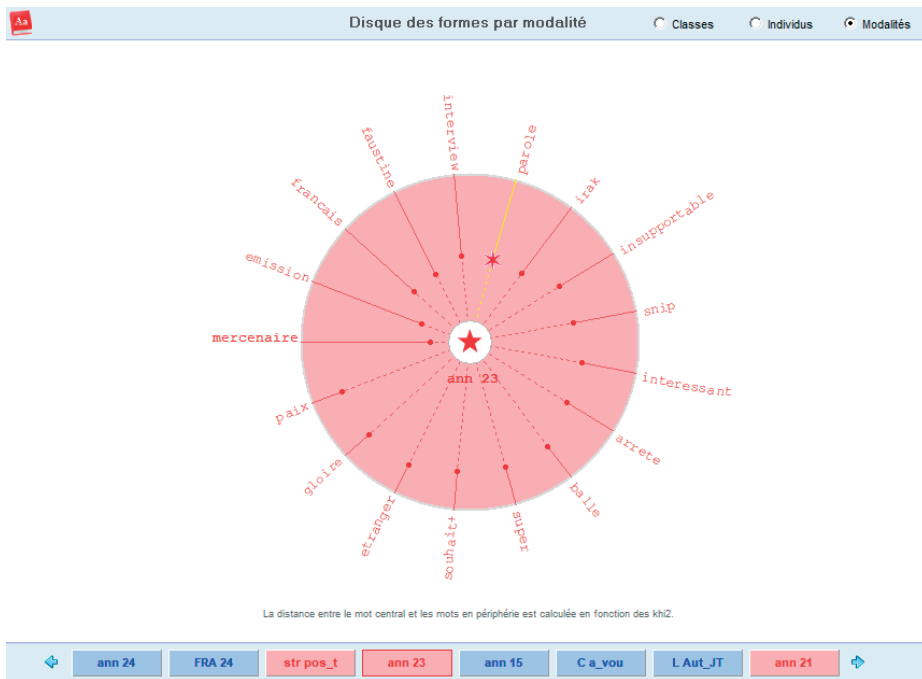 Aa
Disque des formes par modalité
Classes
Individus
Modalités
interview
parole
faustine
irak
francais
insupportable
emission
snip
mercenaire
ann 23
interessant
paix
arrete
gloire
balle
etranger
souhait+
super
La distance entre le mot central et les mots en périphérie est calculée en fonction des khi2.
ann 24
FRA 24
str pos_t
ann 23
ann 15
C a_vou
L Aut_JT
ann 21